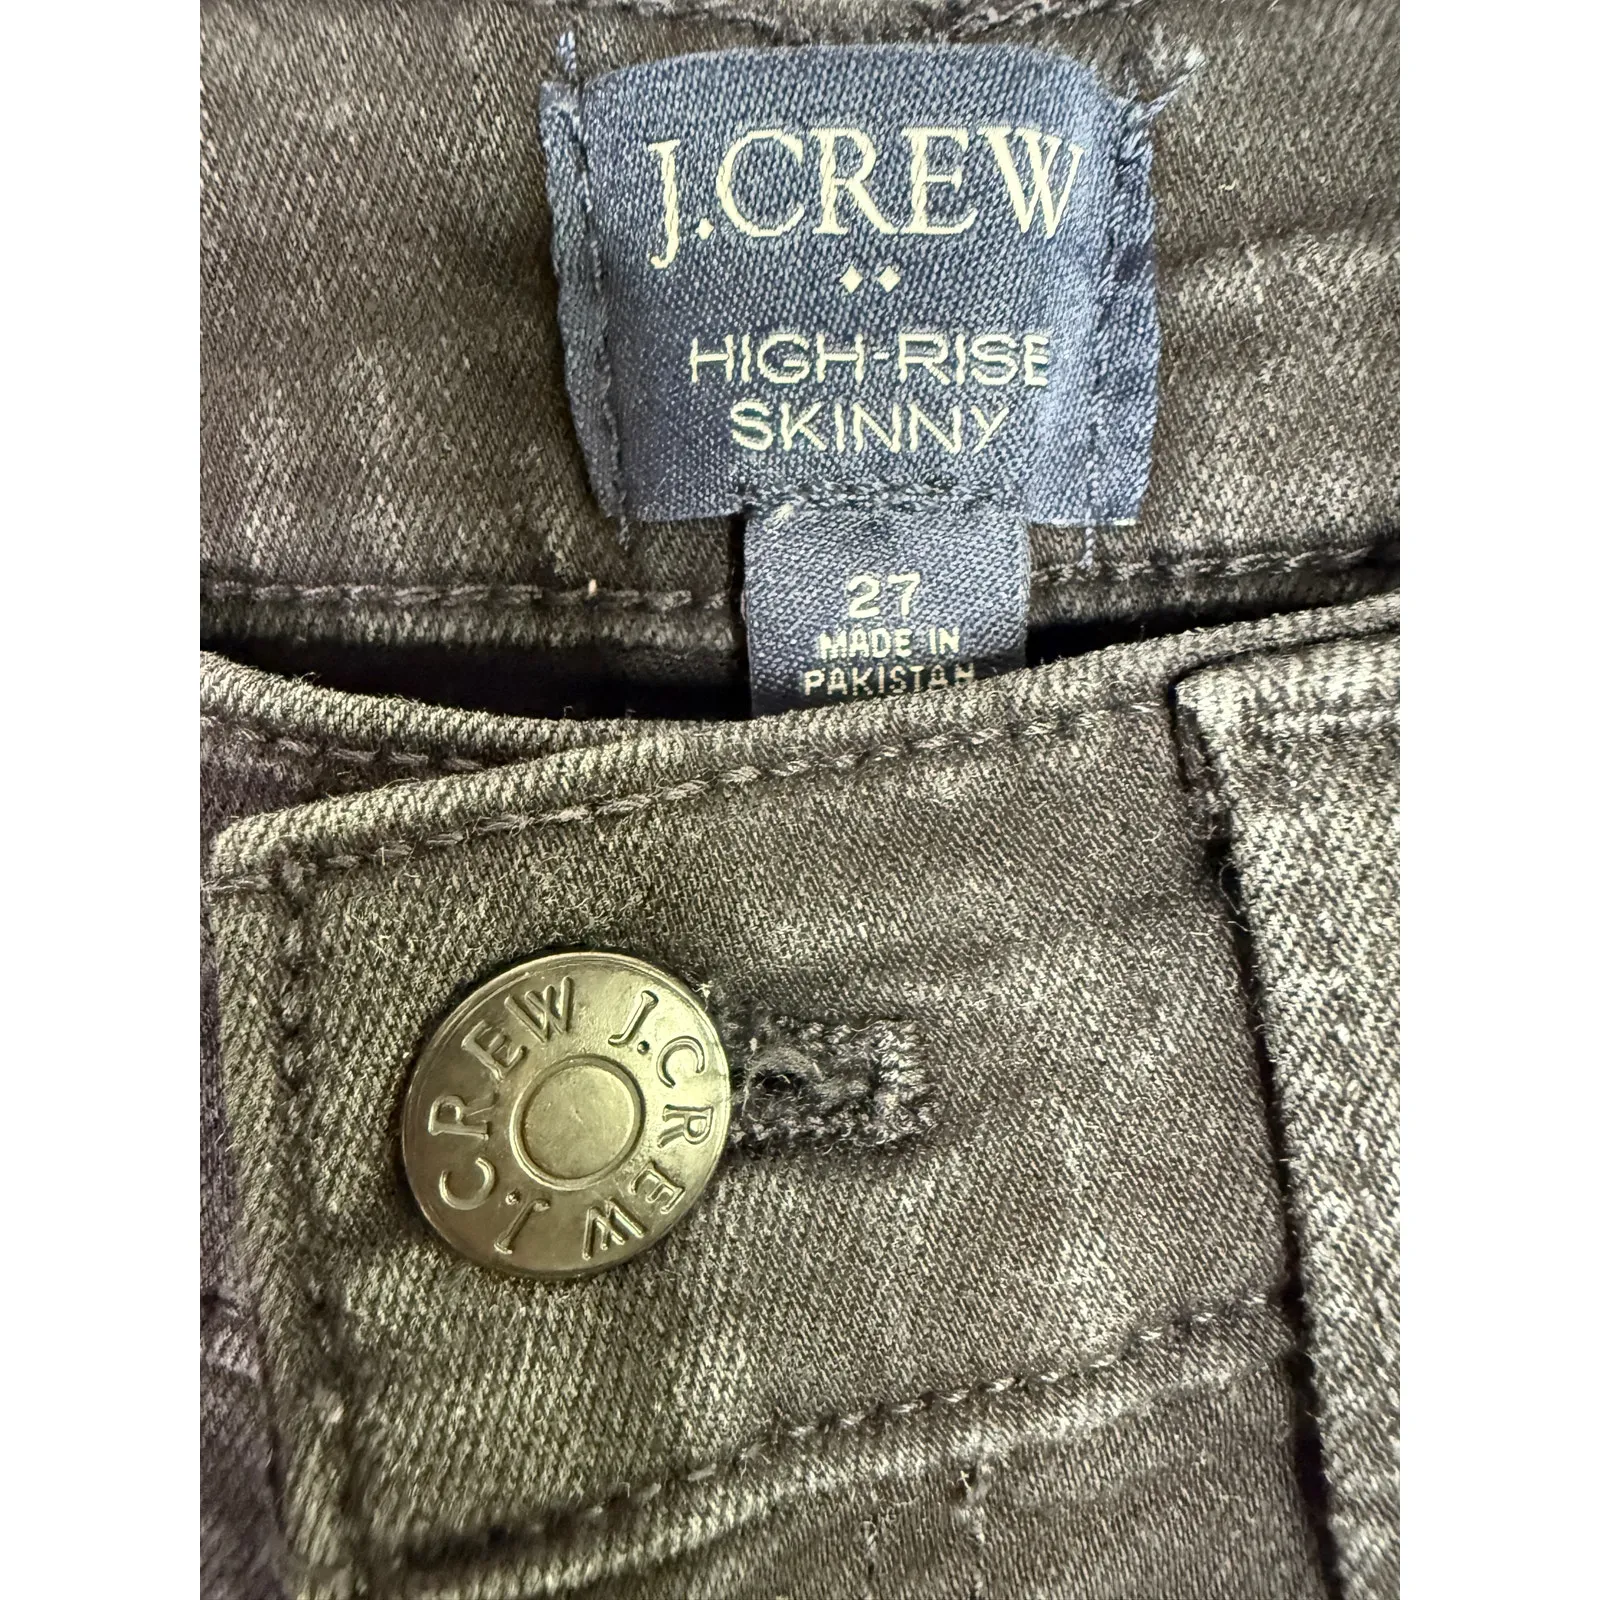 J.CREW
HIGH-RISE
SKINNY
27
MADE IN
PAKISTAN
J.CREW J.CREW